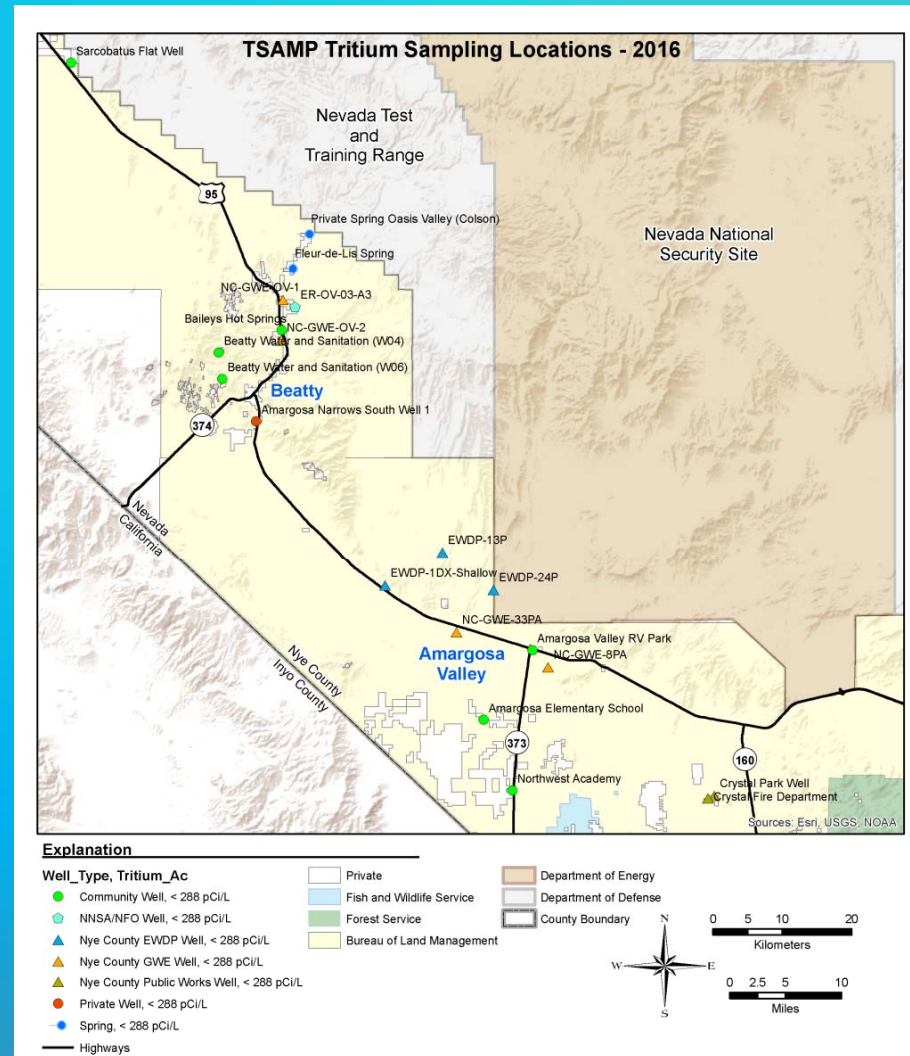 TSAMP Tritium Sampling Locations - 2016
Sarcobatus Flat Well
Nevada Test
and
Training Range
95
Private Spring Oasis Valley (Colson)
Nevada National
Security Site
Fleur-de-Lis Spring
NC-GWE-OV-1
ER-OV-03-A3
Baileys Hot Springs
NC-GWE-OV-2
Beatty Water and Sanitation (W04)
Beatty Water and Sanitation (W06)
Beatty
Amargosa Narrows South Well 1
374
Nevada
California
EWDP-13P
EWDP-1DX-Shallow
EWDP-24P
NC-GWE-33PA
Amargosa Valley RV Park
Amargosa
Valley
NC-GWE-8PA
Nye County
Inyo County
Amargosa Elementary School
373
160
Northwest Academy
Crystal Park Well
Crystal Fire Department
Sources: Esri, USGS, NOAA
Explanation
Well_Type, Tritium_Ac
Community Well, < 288 pCi/L
NNSA/NFO Well, < 288 pCi/L
Nye County EWDP Well, < 288 pCi/L
Nye County GWE Well, < 288 pCi/L
Nye County Public Works Well, < 288 pCi/L
Private Well, < 288 pCi/L
Spring, < 288 pCi/L
Highways
Private
Fish and Wildlife Service
Forest Service
Bureau of Land Management
Department of Energy
Department of Defense
County Boundary
N
W E
S
0 5 10 20
Kilometers
0 2.5 5 10
Miles